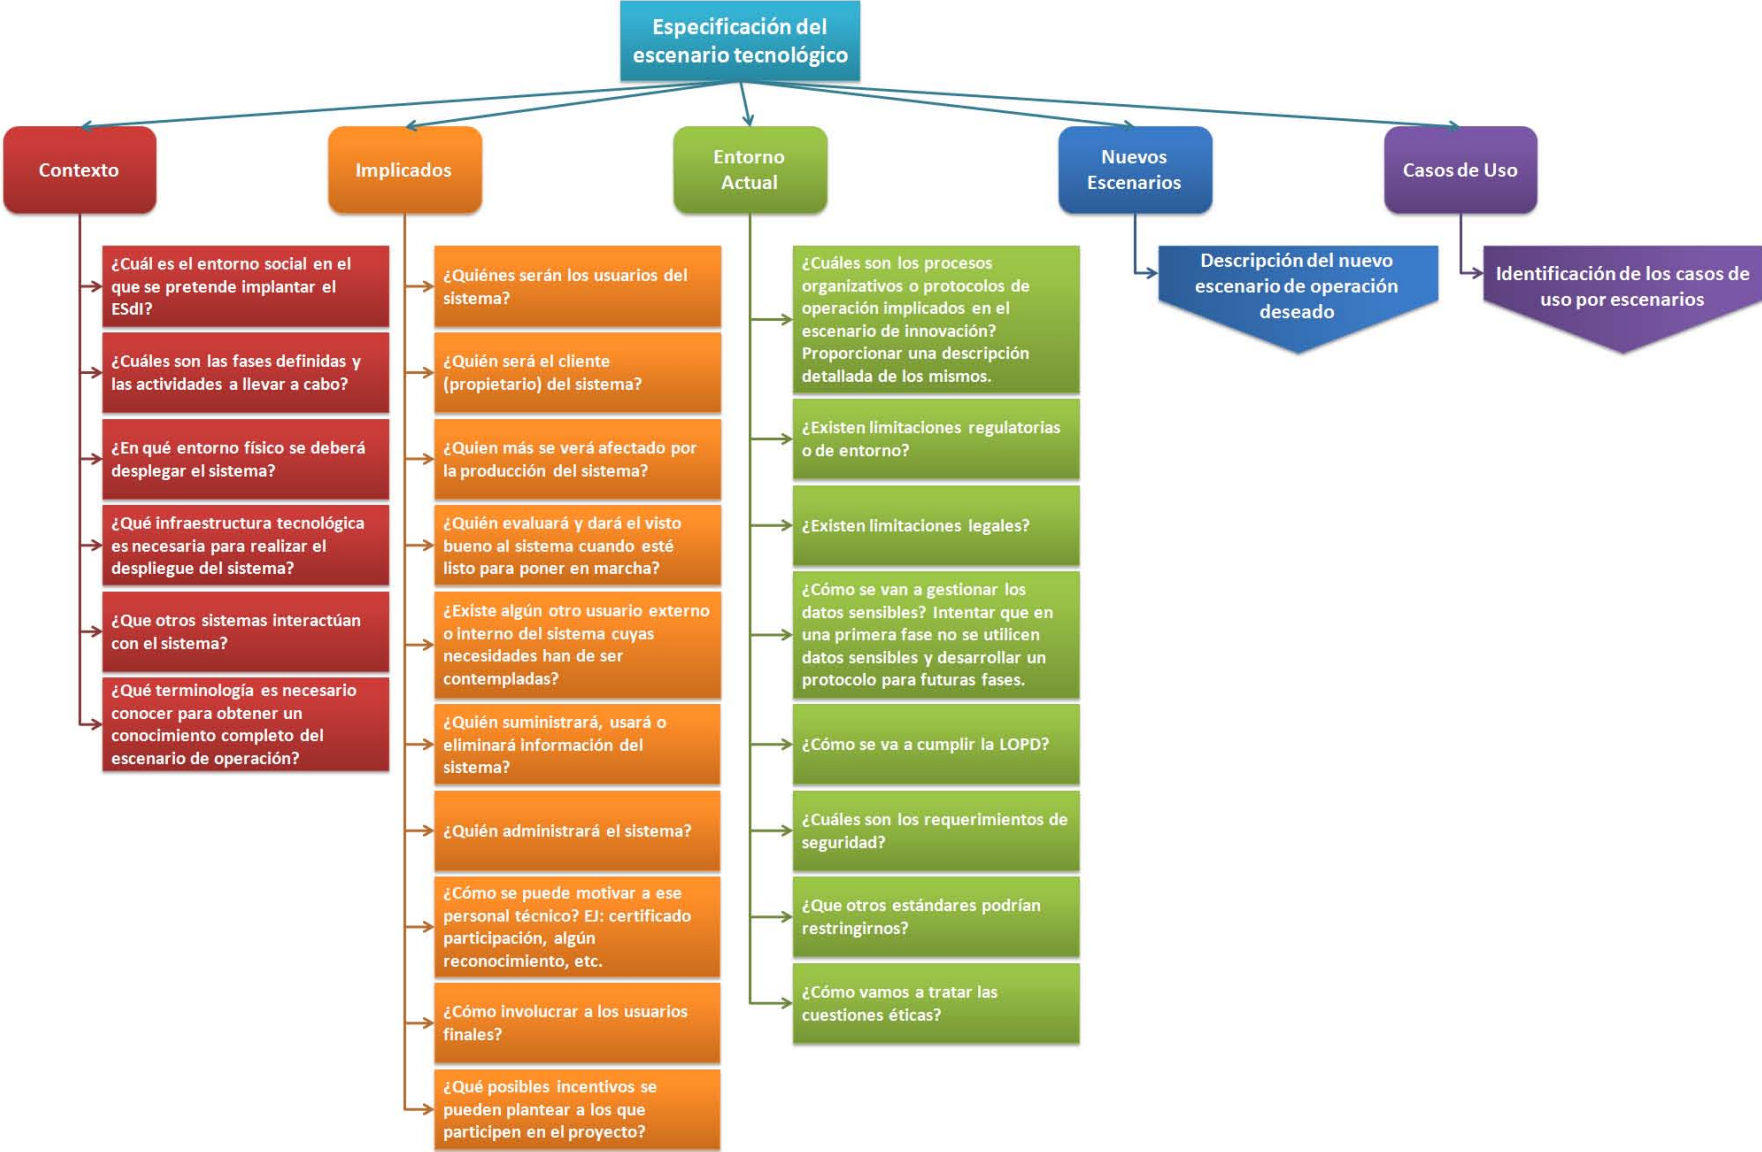 Especificación del
escenario tecnológico
Contexto
Implicados
Entorno
Actual
Nuevos
Escenarios
Casos de Uso
¿Cuál es el entorno social en el
que se pretende implantar el
ESdI?
¿Cuáles son las fases definidas y
las actividades a llevar a cabo?
¿En qué entorno físico se deberá
desplegar el sistema?
¿Qué infraestructura tecnológica
es necesaria para realizar el
despliegue del sistema?
¿Que otros sistemas interactúan
con el sistema?
¿Qué terminología es necesario
conocer para obtener un
conocimiento completo del
escenario de operación?
¿Quiénes serán los usuarios del
sistema?
¿Quién será el cliente
(propietario) del sistema?
¿Quien más se verá afectado por
la producción del sistema?
¿Quién evaluará y dará el visto
bueno al sistema cuando esté
listo para poner en marcha?
¿Existe algún otro usuario externo
o interno del sistema cuyas
necesidades han de ser
contempladas?
¿Quién suministrará, usará o
eliminará información del
sistema?
¿Quién administrará el sistema?
¿Cómo se puede motivar a ese
personal técnico? EJ: certificado
participación, algún
reconocimiento, etc.
¿Cómo involucrar a los usuarios
finales?
¿Qué posibles incentivos se
pueden plantear a los que
participen en el proyecto?
¿Cuáles son los procesos
organizativos o protocolos de
operación implicados en el
escenario de innovación?
Proporcionar una descripción
detallada de los mismos.
¿Existen limitaciones regulatorias
o de entorno?
¿Existen limitaciones legales?
¿Cómo se van a gestionar los
datos sensibles? Intentar que en
una primera fase no se utilicen
datos sensibles y desarrollar un
protocolo para futuras fases.
¿Cómo se va a cumplir la LOPD?
¿Cuáles son los requerimientos de
seguridad?
¿Que otros estándares podrían
restringirnos?
¿Cómo vamos a tratar las
cuestiones éticas?
Descripción del nuevo
escenario de operación
deseado
Identificación de los casos de
uso por escenarios